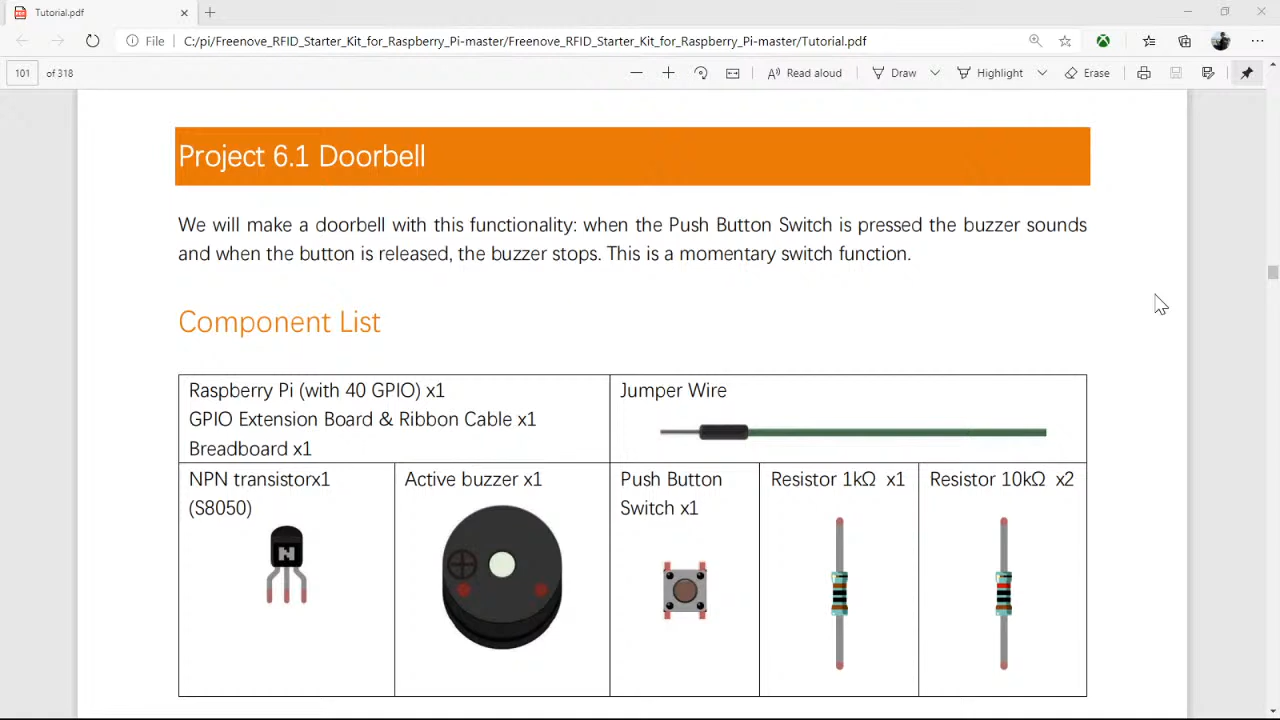 Tutorial.pdf
File
C:/pi/Freenove_RFID_Starter_Kit_for_Raspberry_Pi-master/Freenove_RFID_Starter_Kit_for_Raspberry_Pi-master/Tutorial.pdf
101 of 318
Read aloud
Draw
Highlight
Erase
Project 6.1 Doorbell
We will make a doorbell with this functionality: when the Push Button Switch is pressed the buzzer sounds
and when the button is released, the buzzer stops. This is a momentary switch function.
Component List
Raspberry Pi (with 40 GPIO) x1
GPIO Extension Board & Ribbon Cable x1
Breadboard x1
Jumper Wire
NPN transistorx1
(S8050)
N
Active buzzer x1
Push Button
Switch x1
Resistor 1kΩ x1
Resistor 10kΩ x2